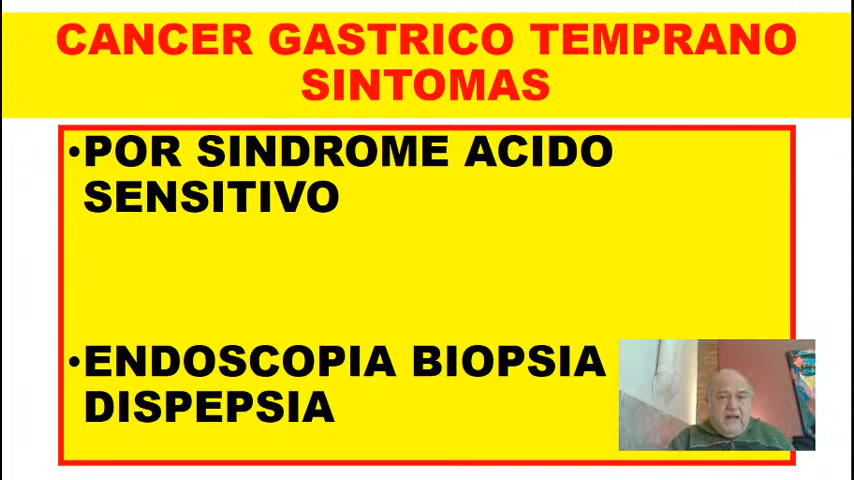 CANCER GASTRICO TEMPRANO
SINTOMAS
•POR SINDROME ACIDO
SENSITIVO
•ENDOSCOPIA BIOPSIA
DISPEPSIA